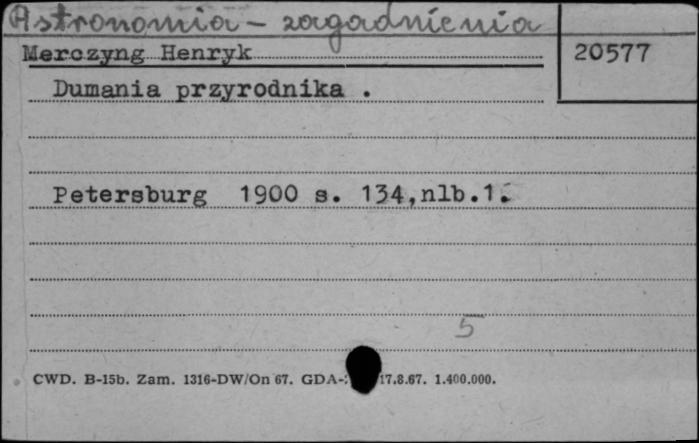 Astronomia - zagadnienia
Merczyng Henryk
20577
Dumania przyrodnika .
Petersburg 1900 s. 134,nlb.1.
5
CWD. B-15b. Zam. 1316-DW/On 67. GDA- 17.8.67. 1.400.000.